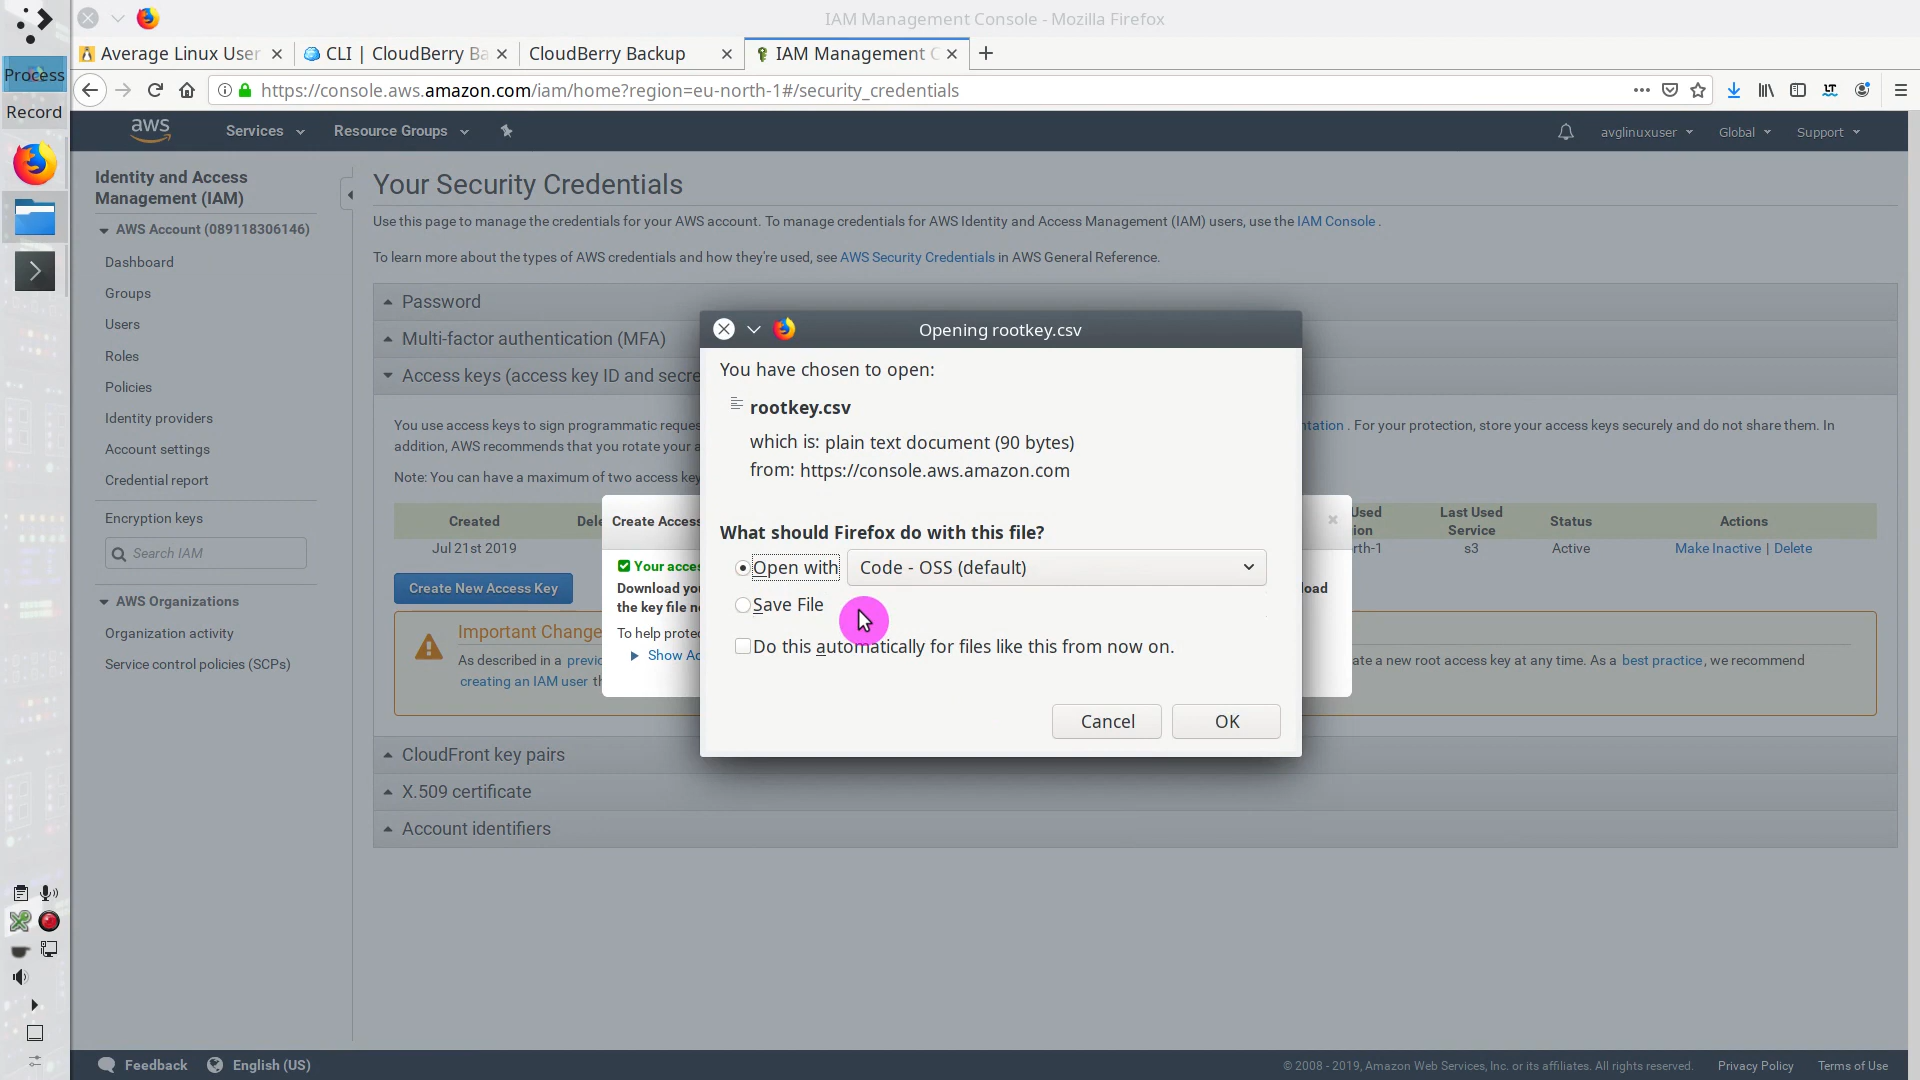 IAM Management Console - Mozilla Firefox
Average Linux User
CLI | CloudBerry Ba
CloudBerry Backup
IAM Management C
https://console.aws.amazon.com/iam/home?region=eu-north-1#/security_credentials
Process
Record
aws
Services
Resource Groups
avglinuxuser
Global
Support
Identity and Access
Management (IAM)
AWS Account (089118306146)
Dashboard
Groups
Users
Roles
Policies
Identity providers
Account settings
Credential report
Encryption keys
Search IAM
AWS Organizations
Organization activity
Service control policies (SCPs)
Your Security Credentials
Use this page to manage the credentials for your AWS account. To manage credentials for AWS Identity and Access Management (IAM) users, use the IAM Console .
To learn more about the types of AWS credentials and how they're used, see AWS Security Credentials in AWS General Reference.
Password
Multi-factor authentication (MFA)
Access keys (access key ID and secre
You use access keys to sign programmatic reques
ntation . For your protection, store your access keys securely and do not share them. In
addition, AWS recommends that you rotate your a
Note: You can have a maximum of two access key
Created
Dele
Used
ion
Last Used
Service
Status
Actions
Jul 21st 2019
rth-1
s3
Active
Make Inactive | Delete
Create New Access Key
Important Change
As described in a previo
creating an IAM user th
ate a new root access key at any time. As a best practice , we recommend
Create Access
Your acces
Download you
load
the key file no
To help protec
Show Ac
Opening rootkey.csv
You have chosen to open:
rootkey.csv
which is: plain text document (90 bytes)
from: https://console.aws.amazon.com
What should Firefox do with this file?
Open with
Code - OSS (default)
Save File
Do this automatically for files like this from now on.
Cancel
OK
CloudFront key pairs
X.509 certificate
Account identifiers
Feedback
English (US)
© 2008 - 2019, Amazon Web Services, Inc. or its affiliates. All rights reserved.
Privacy Policy
Terms of Use